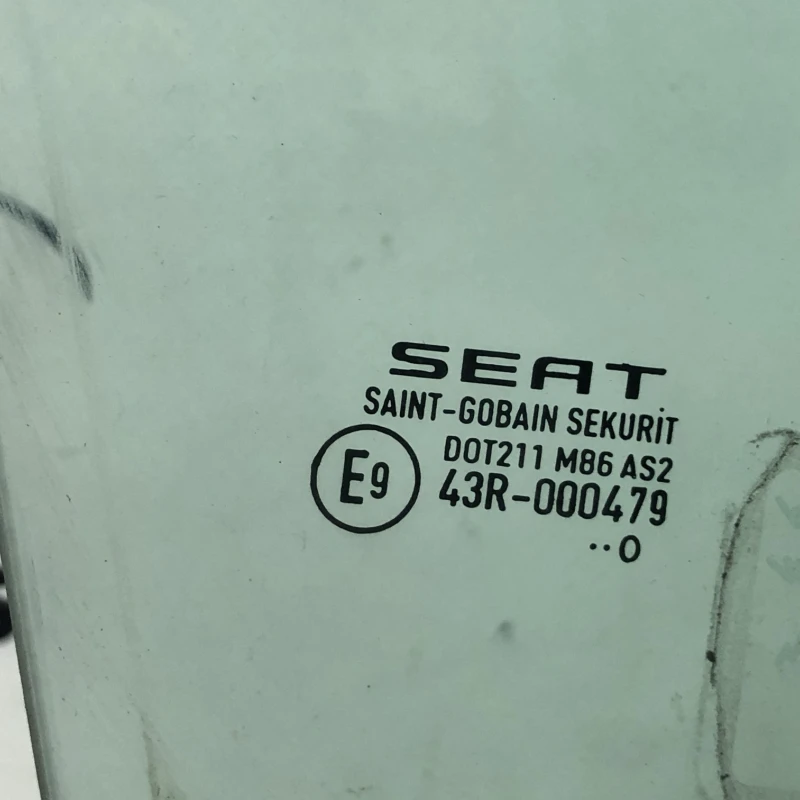 SEAT
SAINT-GOBAIN SEKURIT
DOT211 M86 AS2
E9 43R-000479
··0